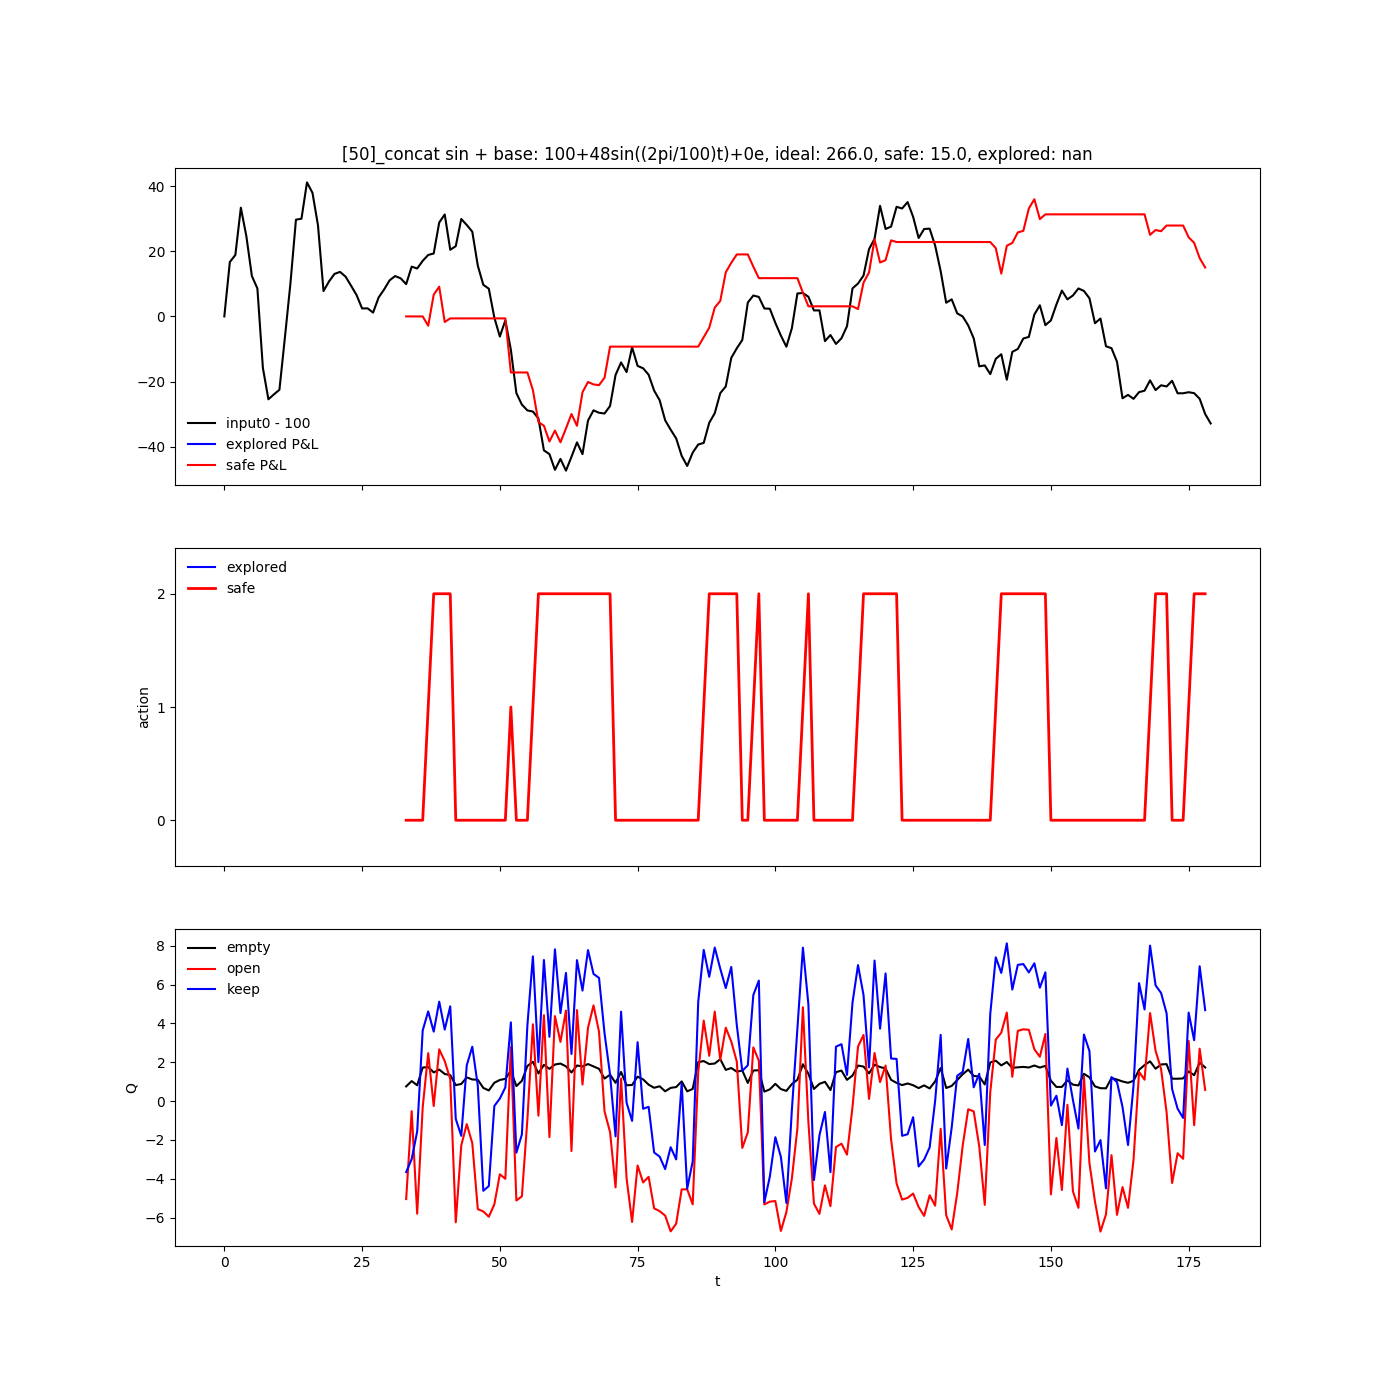 [50]_concat sin + base: 100+48sin((2pi/100)t)+0e, ideal: 266.0, safe: 15.0, explored: nan
40
20
0
−20
−40
input0 - 100
explored P&L
safe P&L
explored
safe
2
1
0
action
empty
open
keep
8
6
4
2
0
−2
−4
−6
Q
0 25 50 75 100 125 150 175
t